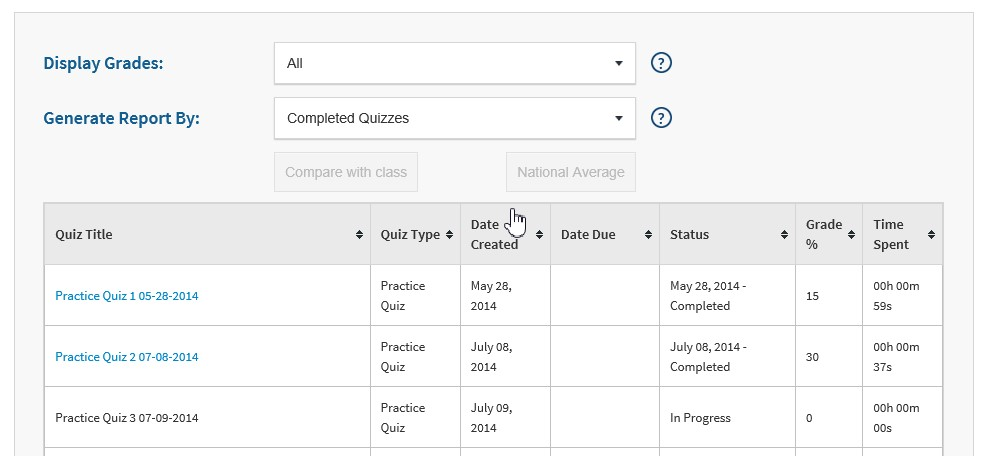 Display Grades: All ?
Generate Report By: Completed Quizzes ?
Compare with class National Average
Quiz Title Quiz Type Date Created Date Due Status Grade % Time Spent
Practice Quiz 1 05-28-2014 Practice Quiz May 28, 2014 May 28, 2014 - Completed 15 00h 00m 59s
Practice Quiz 2 07-08-2014 Practice Quiz July 08, 2014 July 08, 2014 - Completed 30 00h 00m 37s
Practice Quiz 3 07-09-2014 Practice Quiz July 09, 2014 In Progress 0 00h 00m 00s